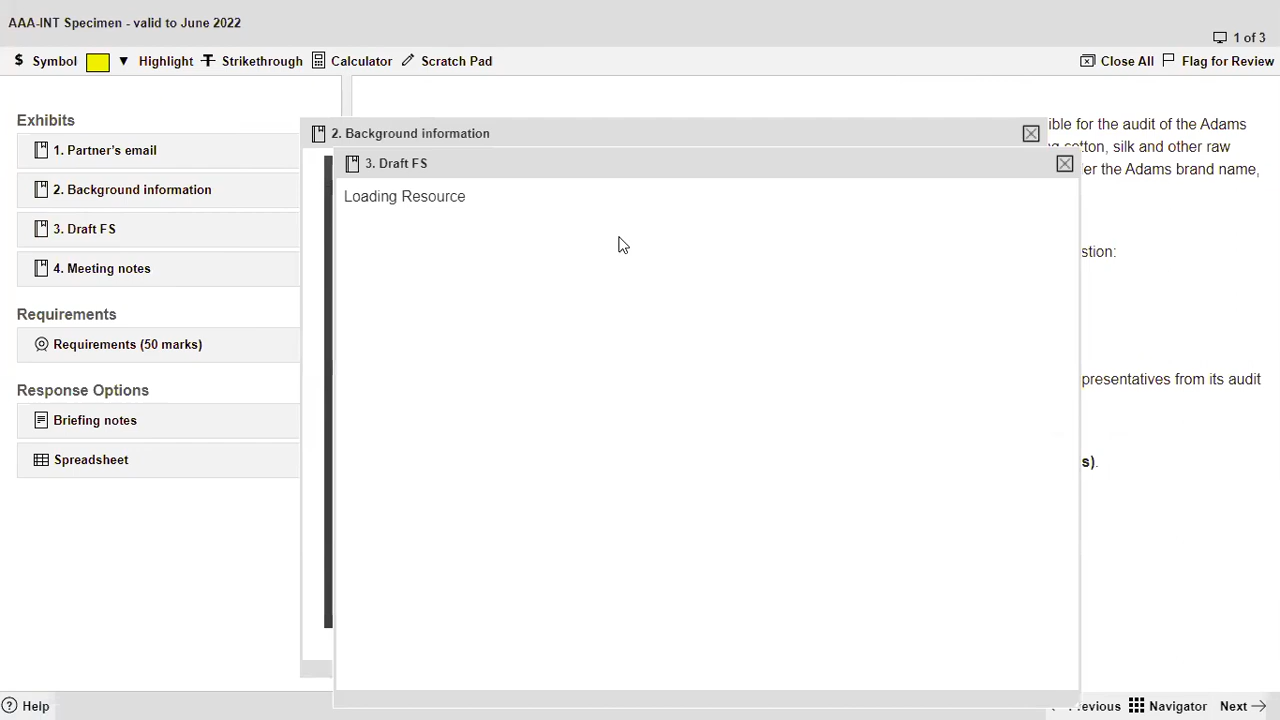 AAA-INT Specimen - valid to June 2022
1 of 3
$ Symbol Highlight Strikethrough Calculator Scratch Pad Close All Flag for Review
Exhibits
1. Partner's email
2. Background information
3. Draft FS
4. Meeting notes
Requirements
Requirements (50 marks)
Response Options
Briefing notes
Spreadsheet
2. Background information
3. Draft FS
Loading Resource
ible for the audit of the Adams
cotton, silk and other raw
er the Adams brand name,
stion:
presentatives from its audit
s).
Help
Previous Navigator Next